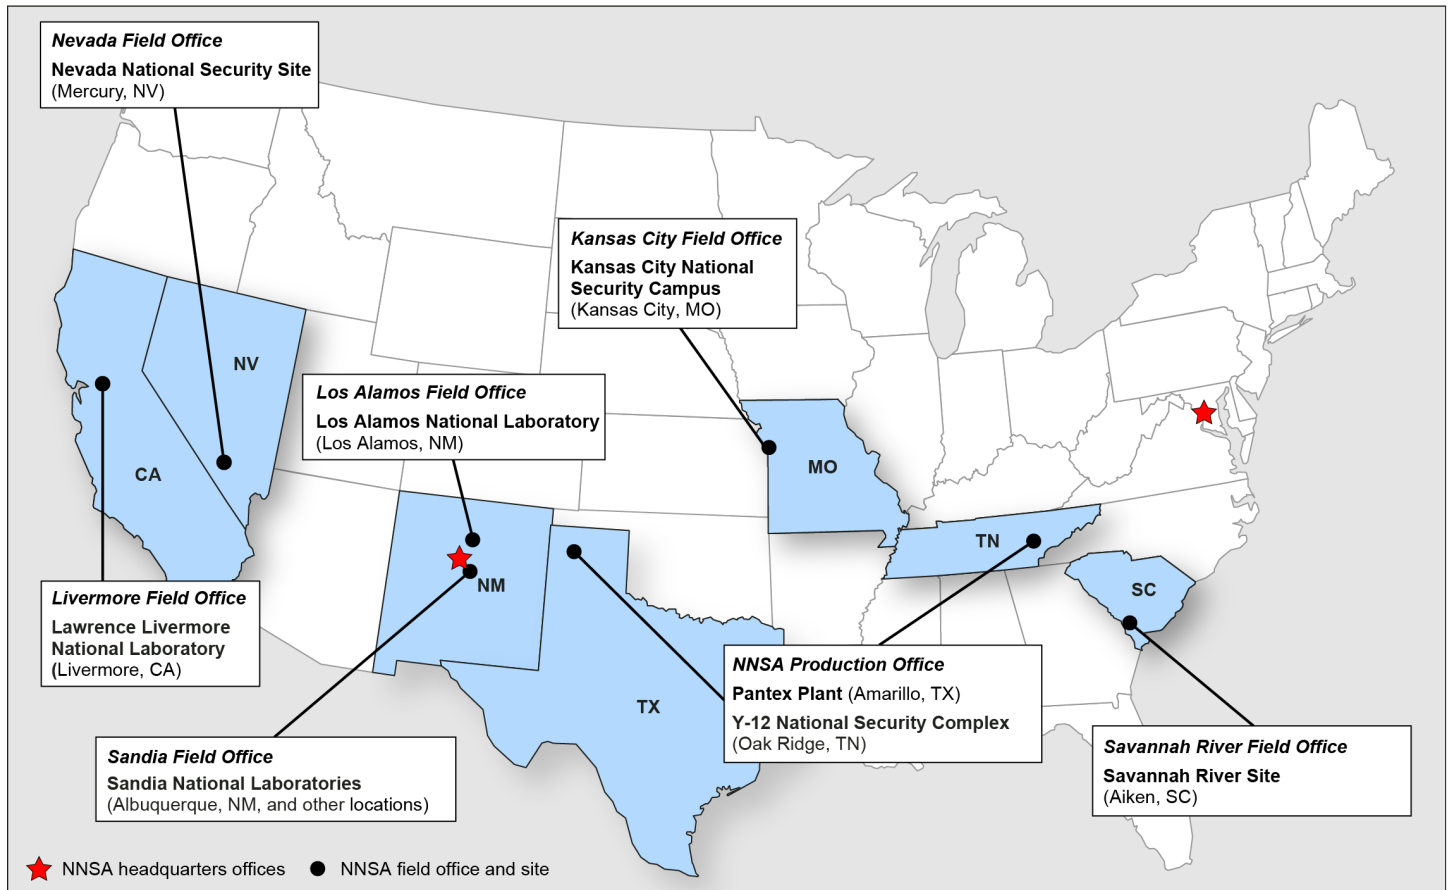 Nevada Field Office
Nevada National Security Site
(Mercury, NV)
Kansas City Field Office
Kansas City National
Security Campus
(Kansas City, MO)
NV
Los Alamos Field Office
Los Alamos National Laboratory
(Los Alamos, NM)
CA
MO
TN
NM
SC
Livermore Field Office
Lawrence Livermore
National Laboratory
(Livermore, CA)
NNSA Production Office
Pantex Plant (Amarillo, TX)
Y-12 National Security Complex
(Oak Ridge, TN)
TX
Sandia Field Office
Sandia National Laboratories
(Albuquerque, NM, and other locations)
Savannah River Field Office
Savannah River Site
(Aiken, SC)
NNSA headquarters offices
NNSA field office and site